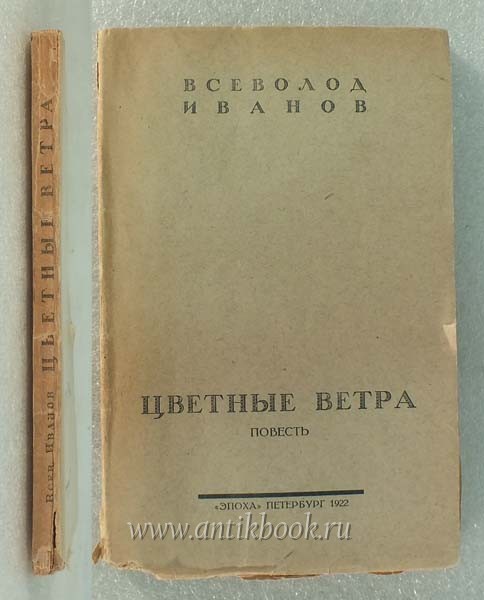 Всев. Иванов ЦВЕТНЫЕ ВЕТРА
ВСЕВОЛОД
ИВАНОВ
ЦВЕТНЫЕ ВЕТРА
ПОВЕСТЬ
«ЭПОХА» ПЕТЕРБУРГ 1922
www.antikbook.ru